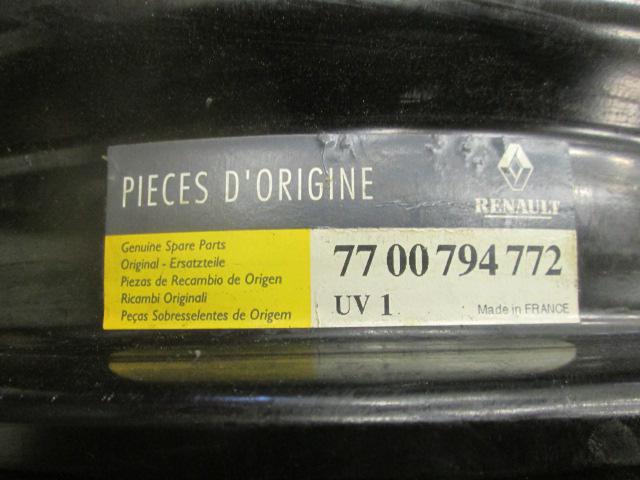 PIECES D'ORIGINE
RENAULT
Genuine Spare Parts
Original - Ersatzteile
Piezas de Recambio de Origen
Ricambi Originali
Peças Sobresselentes de Origem
77 00 794 772
UV 1
Made in FRANCE